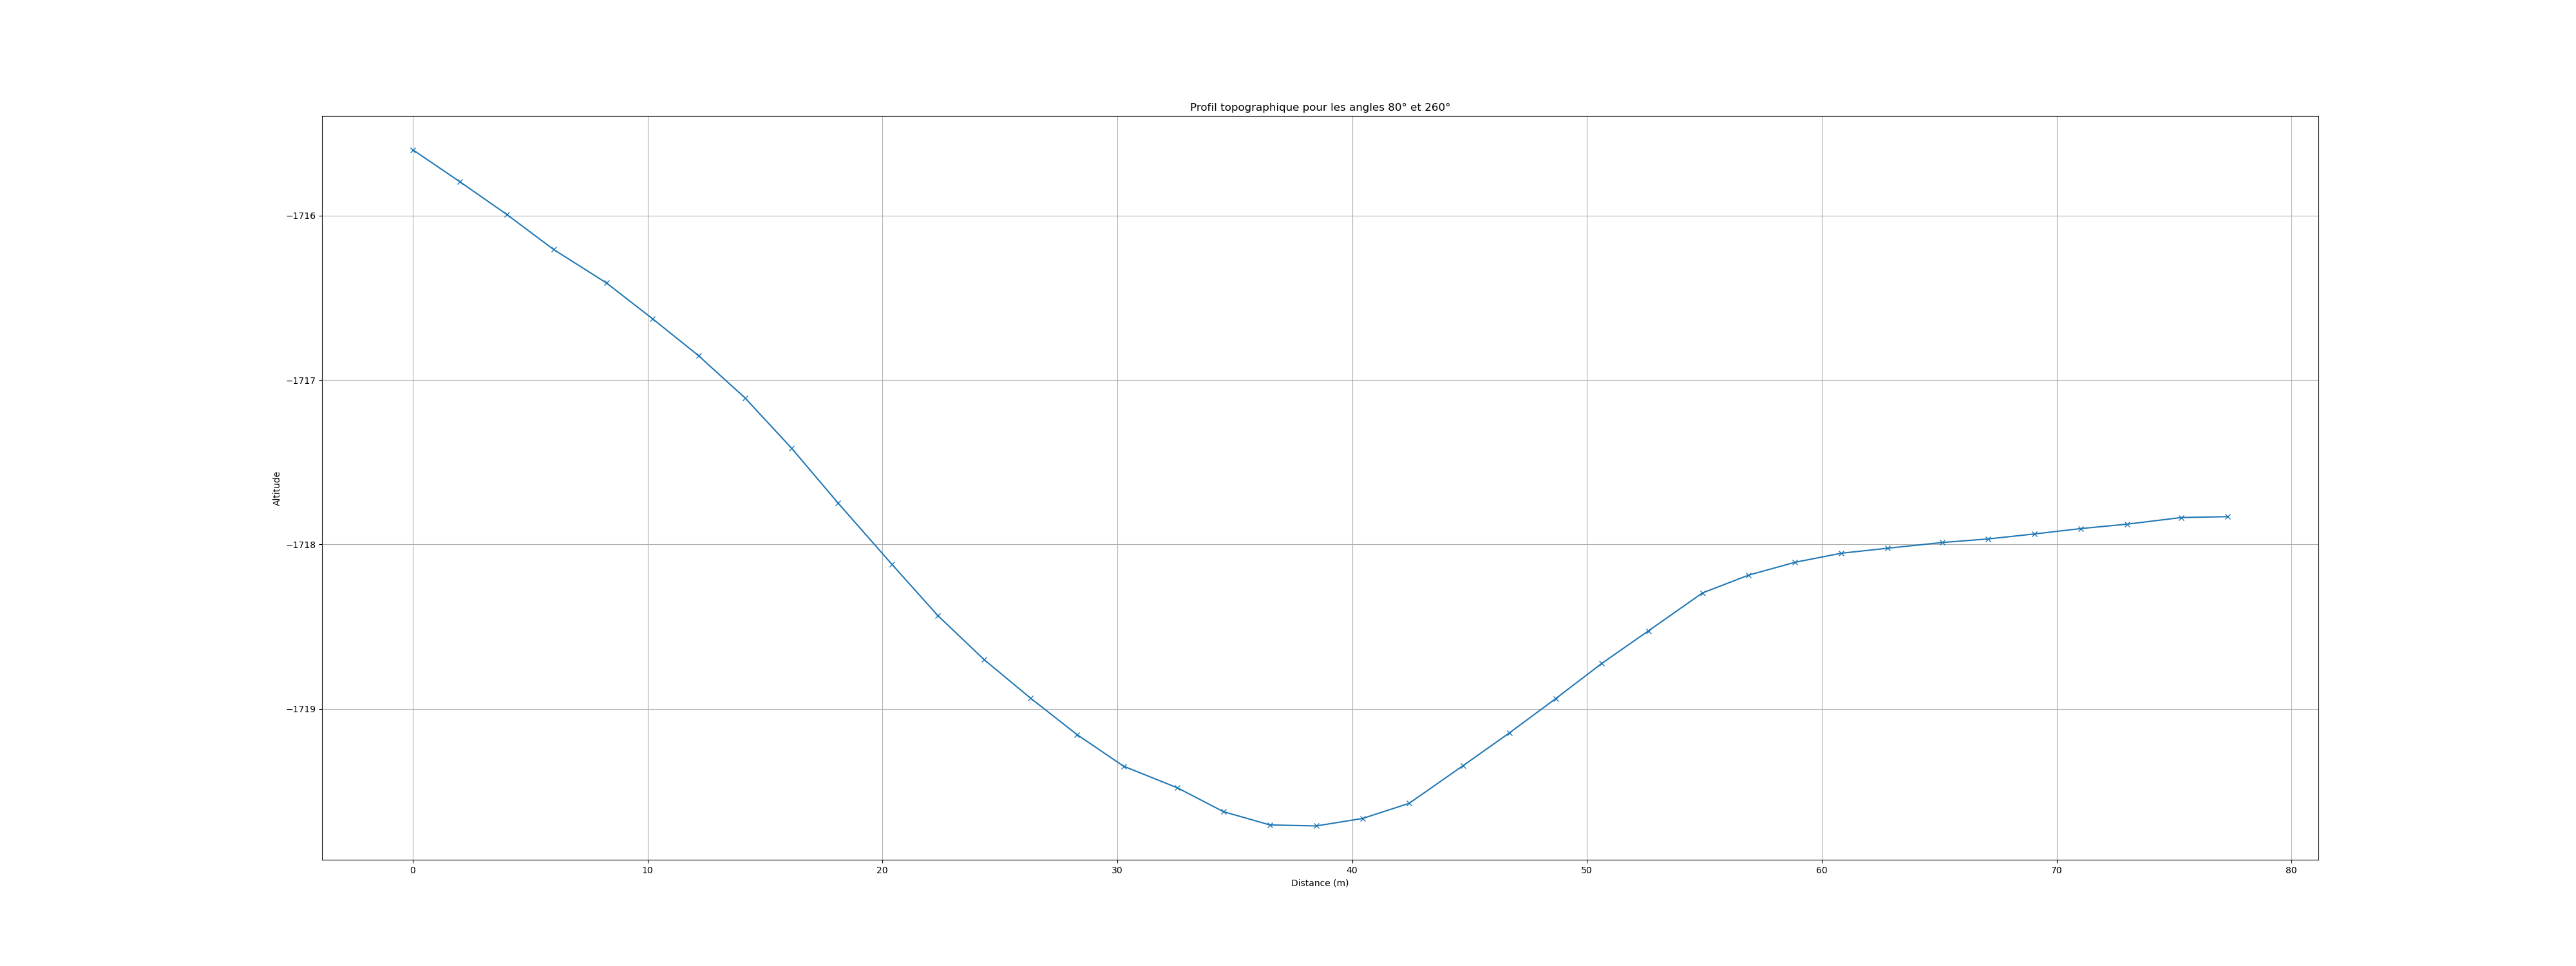 Profil topographique pour les angles 80° et 260°
Altitude
−1716
−1717
−1718
−1719
0 10 20 30 40 50 60 70 80
Distance (m)